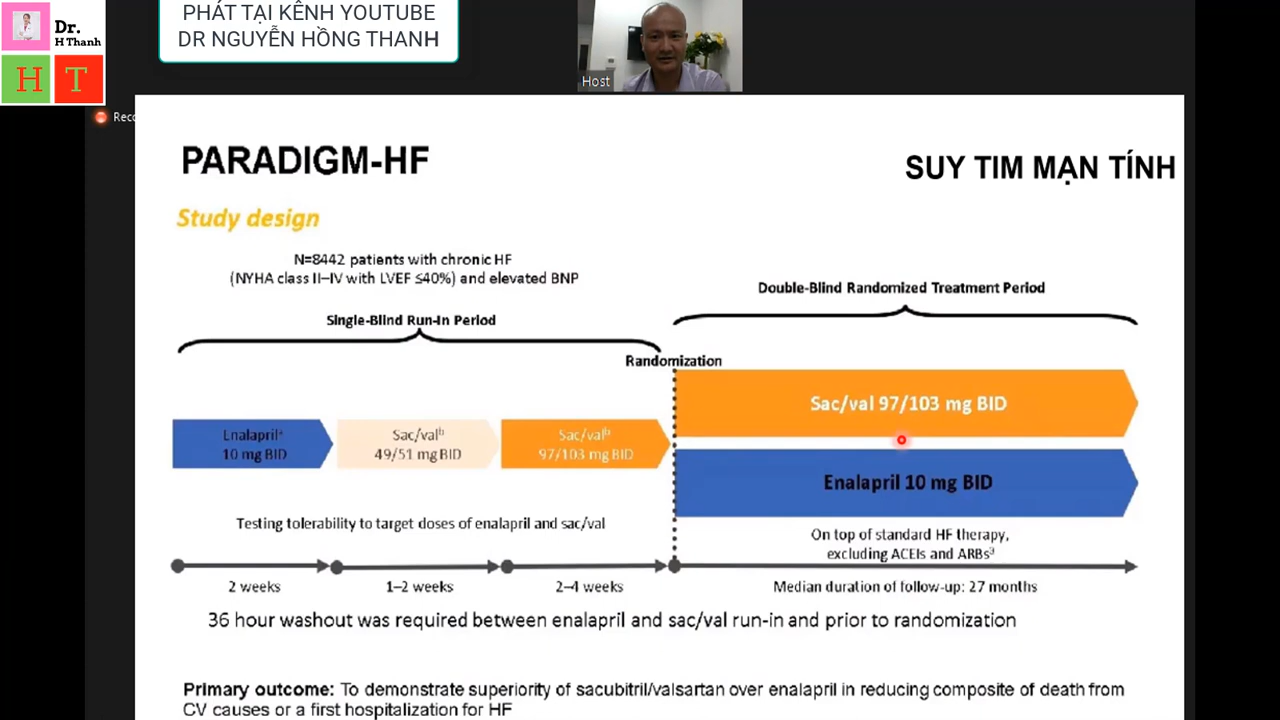 PHÁT TẠI KÊNH YOUTUBE
DR NGUYỄN HỒNG THANH
Dr.
H Thanh
H T
Host
Reco
PARADIGM-HF
SUY TIM MẠN TÍNH
Study design
N=8442 patients with chronic HF
(NYHA class II–IV with LVEF ≤40%) and elevated BNP
Double-Blind Randomized Treatment Period
Single-Blind Run-In Period
Randomization
Sac/val 97/103 mg BID
Enalaprilᵃ
10 mg BID
Sac/valᵇ
49/51 mg BID
Sac/valᵇ
97/103 mg BID
Enalapril 10 mg BID
Testing tolerability to target doses of enalapril and sac/val
On top of standard HF therapy,
excluding ACEIs and ARBsᵃ
2 weeks
1–2 weeks
2–4 weeks
Median duration of follow-up: 27 months
36 hour washout was required between enalapril and sac/val run-in and prior to randomization
Primary outcome: To demonstrate superiority of sacubitril/valsartan over enalapril in reducing composite of death from
CV causes or a first hospitalization for HF